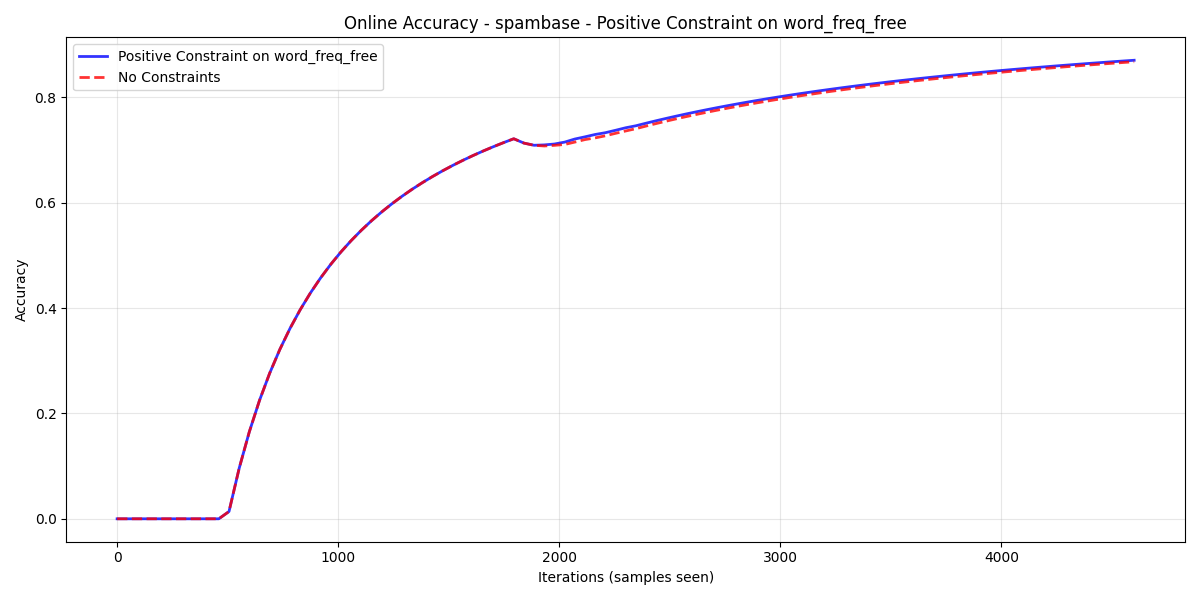 Online Accuracy - spambase - Positive Constraint on word_freq_free
Positive Constraint on word_freq_free
No Constraints
Accuracy
0.8
0.6
0.4
0.2
0.0
0 1000 2000 3000 4000
Iterations (samples seen)